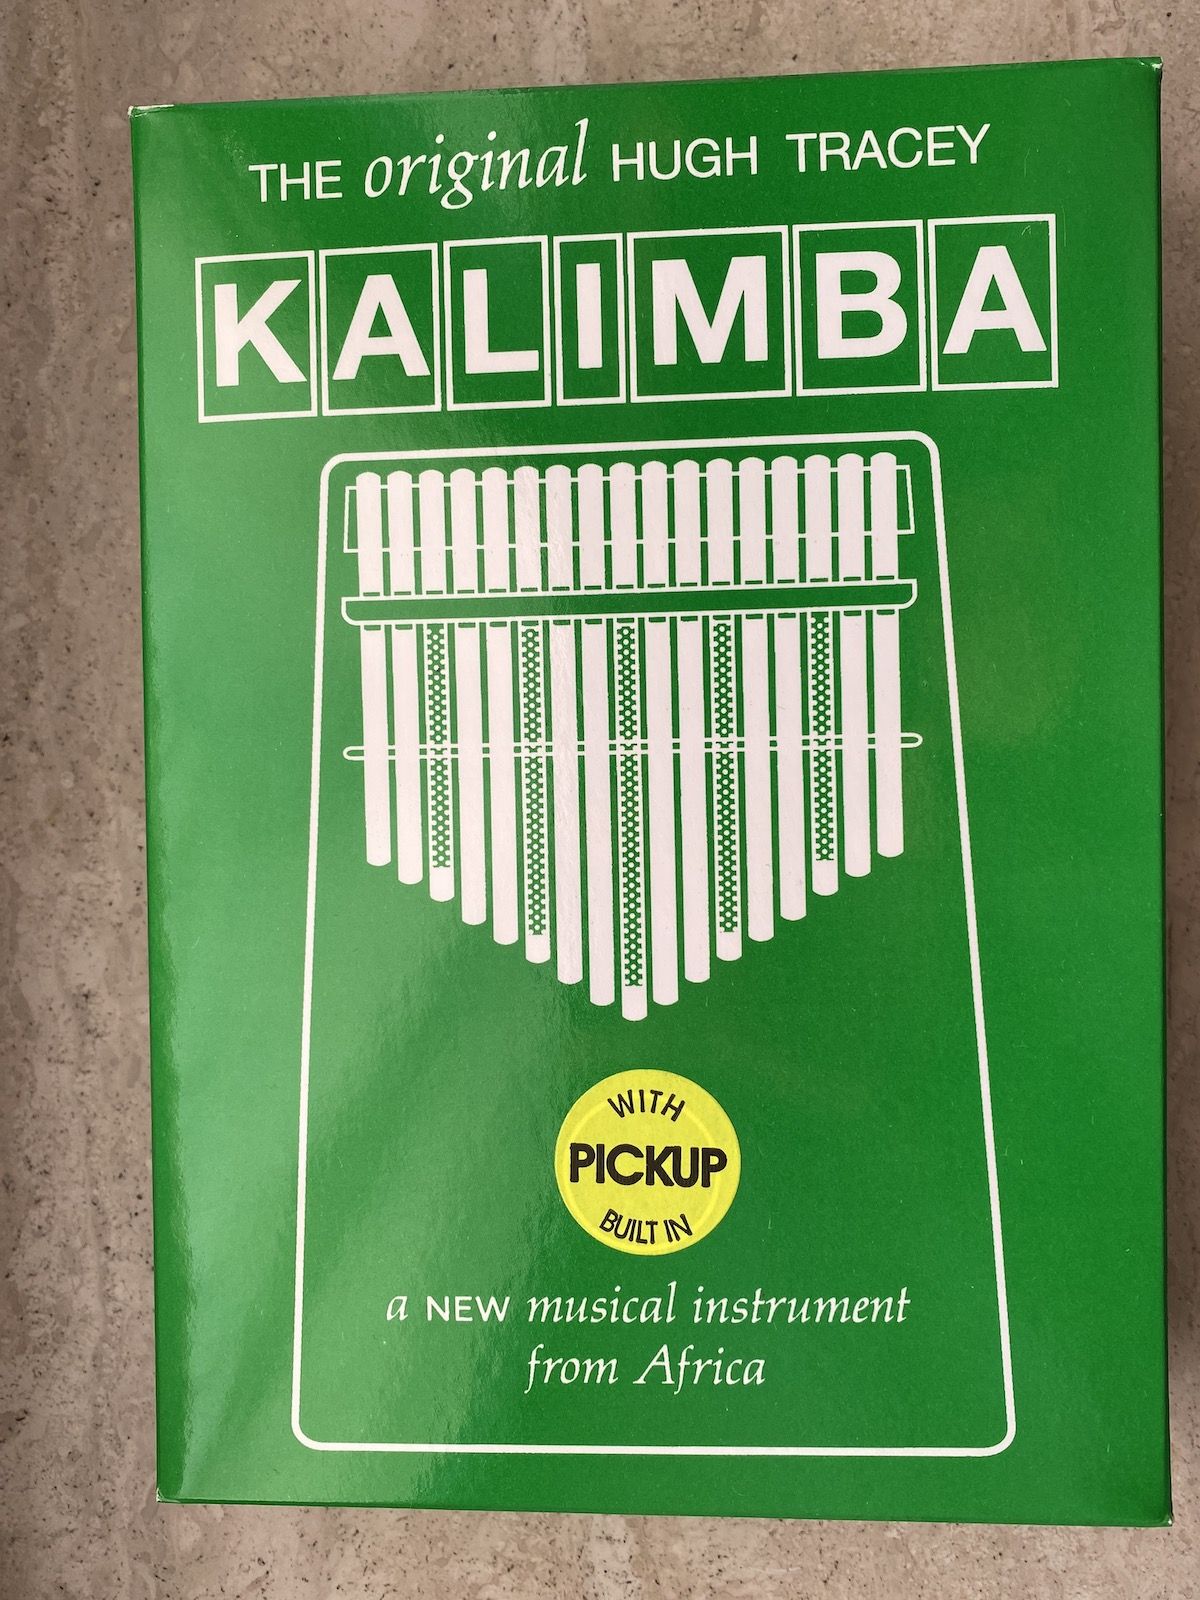 THE original HUGH TRACEY
KALIMBA
WITH
PICKUP
BUILT IN
a NEW musical instrument
from Africa